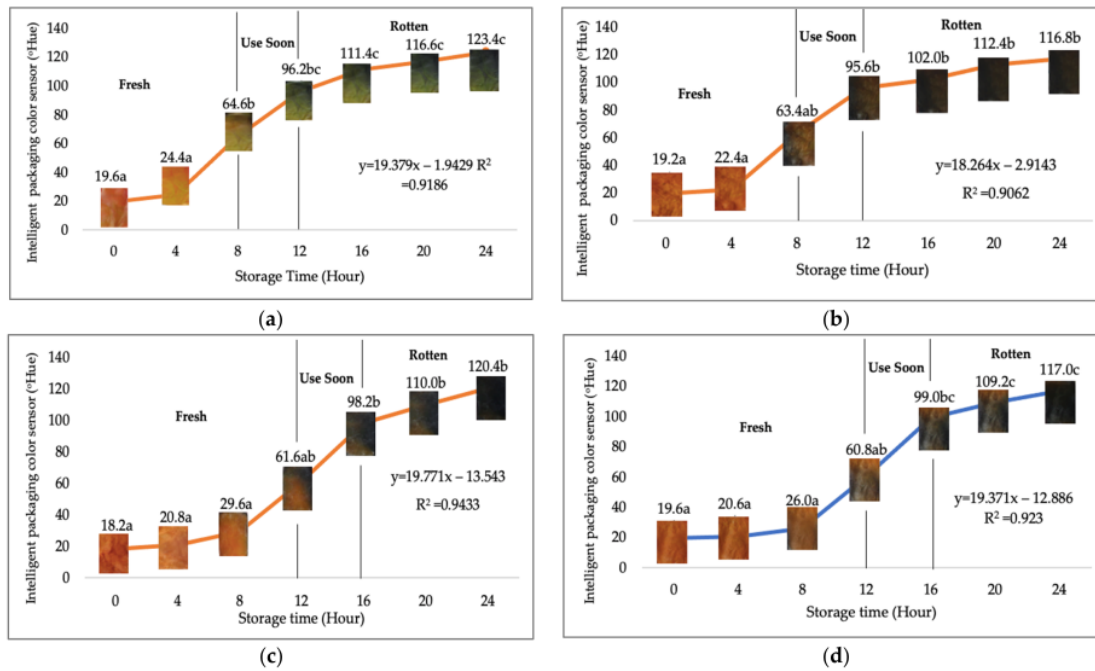 Intelligent packaging color sensor (°Hue)
140
120
100
80
60
40
20
0
Fresh
Use Soon
Rotten
19.6a
24.4a
64.6b
96.2bc
111.4c
116.6c
123.4c
y=19.379x – 1.9429 R²
=0.9186
0 4 8 12 16 20 24
Storage Time (Hour)
(a)
Intelligent packaging color sensor (°Hue)
140
120
100
80
60
40
20
0
Fresh
Use Soon
Rotten
19.2a
22.4a
63.4ab
95.6b
102.0b
112.4b
116.8b
y=18.264x – 2.9143
R² =0.9062
0 4 8 12 16 20 24
Storage time (Hour)
(b)
Intelligent packaging color sensor (°Hue)
140
120
100
80
60
40
20
0
Fresh
Use Soon
Rotten
18.2a
20.8a
29.6a
61.6ab
98.2b
110.0b
120.4b
y=19.771x – 13.543
R² =0.9433
0 4 8 12 16 20 24
Storage time (Hour)
(c)
Intelligent packaging color sensor (°Hue)
140
120
100
80
60
40
20
0
Fresh
Use Soon
Rotten
19.6a
20.6a
26.0a
60.8ab
99.0bc
109.2c
117.0c
y=19.371x – 12.886
R² =0.923
0 4 8 12 16 20 24
Storage time (Hour)
(d)